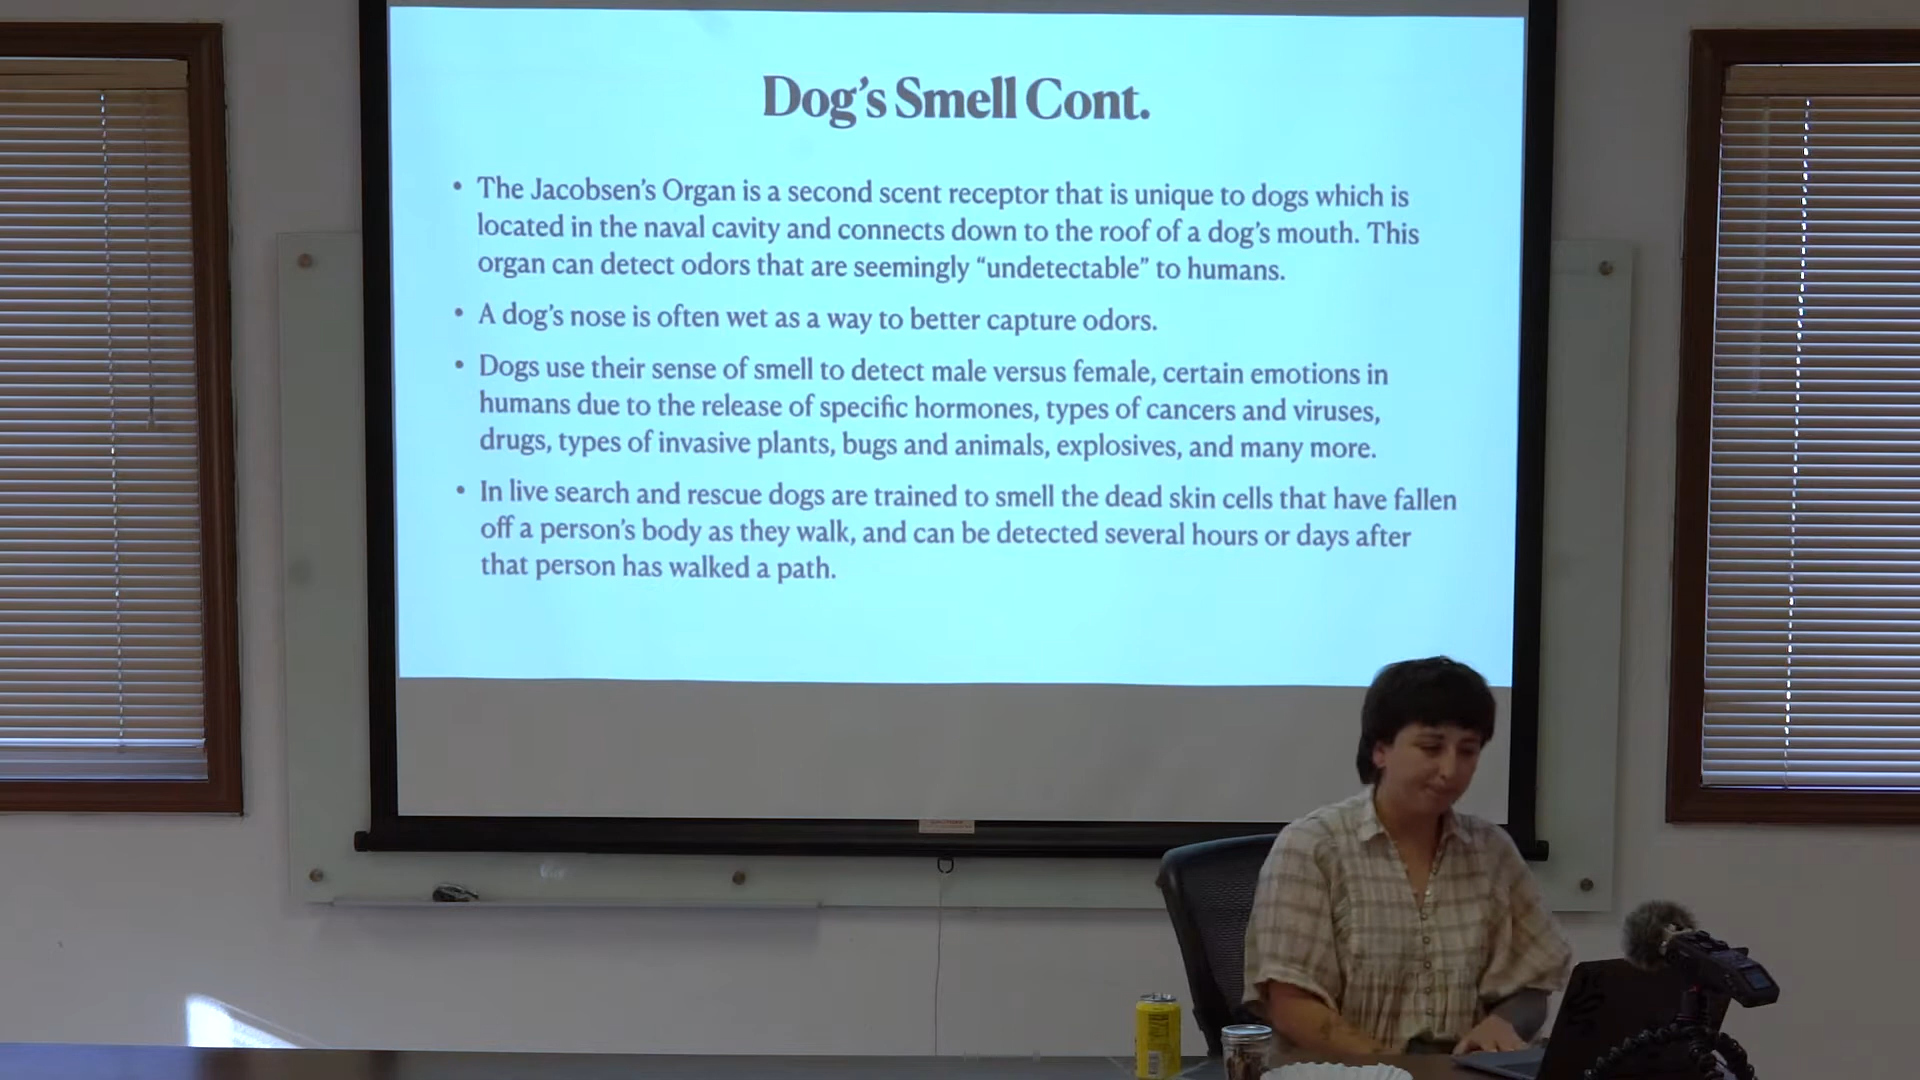 Dog's Smell Cont.
• The Jacobsen's Organ is a second scent receptor that is unique to dogs which is
located in the naval cavity and connects down to the roof of a dog's mouth. This
organ can detect odors that are seemingly “undetectable” to humans.
• A dog's nose is often wet as a way to better capture odors.
• Dogs use their sense of smell to detect male versus female, certain emotions in
humans due to the release of specific hormones, types of cancers and viruses,
drugs, types of invasive plants, bugs and animals, explosives, and many more.
• In live search and rescue dogs are trained to smell the dead skin cells that have fallen
off a person's body as they walk, and can be detected several hours or days after
that person has walked a path.